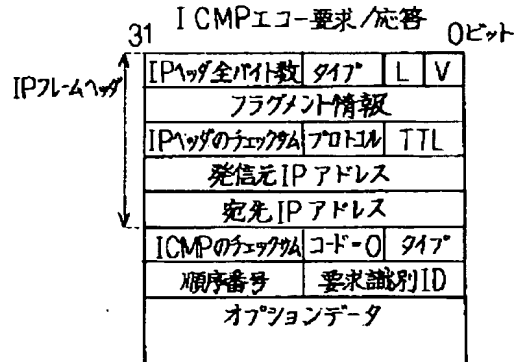 ICMPエコー要求/応答
31 0ビット
IPフレームヘッダ
IPヘッダ全バイト数 タイプ L V
フラグメント情報
IPヘッダのチェックサム プロトコル TTL
発信元IPアドレス
宛先IPアドレス
ICMPのチェックサム コード=0 タイプ
順序番号 要求識別ID
オプションデータ